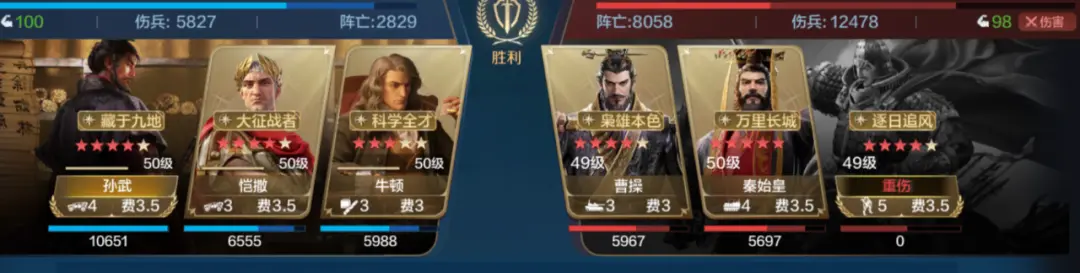 100 伤兵: 5827 阵亡:2829
胜利
阵亡:8058 伤兵: 12478 98 伤害
藏于九地
50级
孙武
4 费3.5
10651
大征战者
50级
恺撒
3 费3.5
6555
科学全才
50级
牛顿
3 费3
5988
枭雄本色
49级
曹操
3 费3
5967
万里长城
50级
秦始皇
4 费3.5
5697
逐日追风
49级
重伤
5 费3.5
0